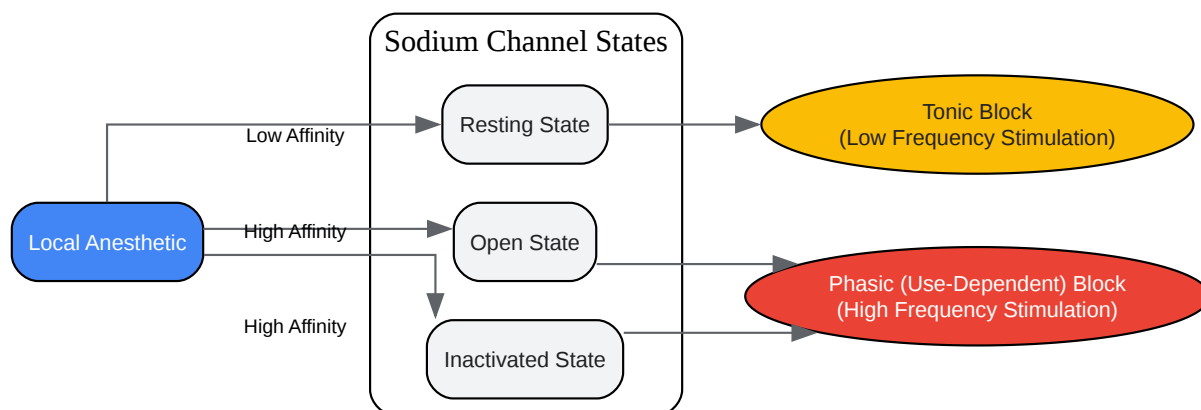 Sodium Channel States
Low Affinity
Resting State
Tonic Block
(Low Frequency Stimulation)
Local Anesthetic
High Affinity
Open State
Phasic (Use-Dependent) Block
(High Frequency Stimulation)
High Affinity
Inactivated State